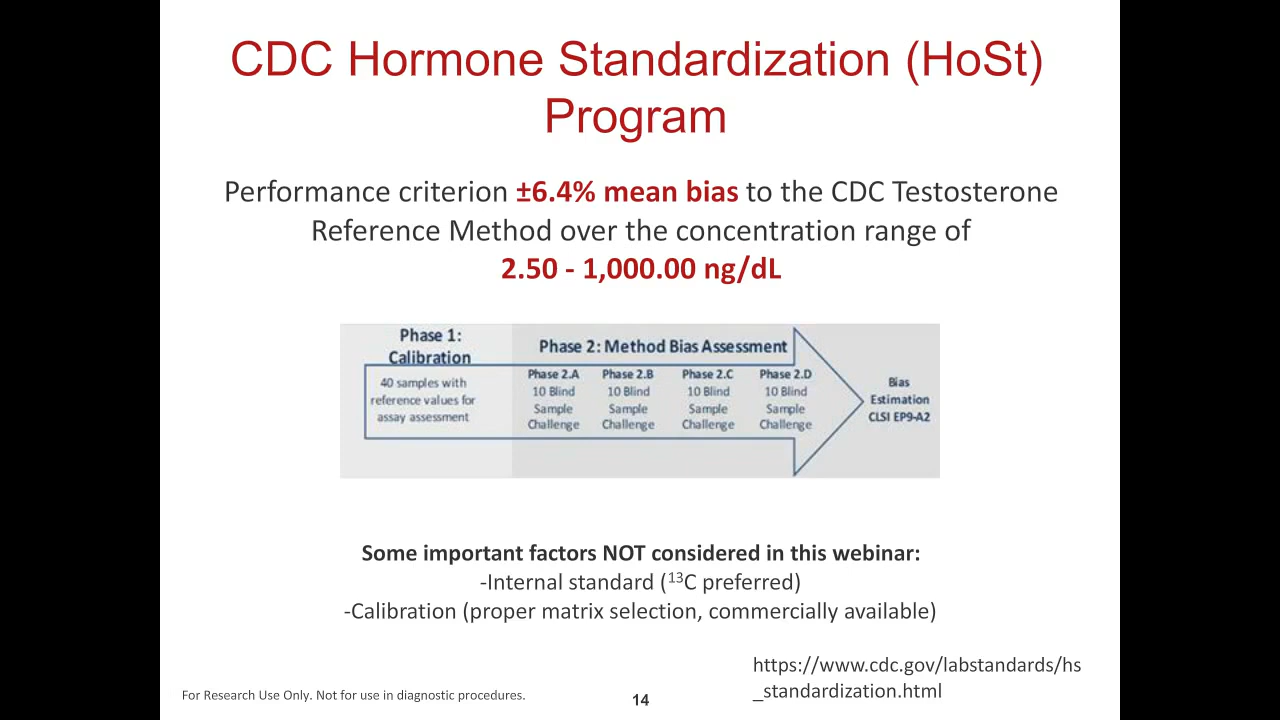 CDC Hormone Standardization (HoSt)
Program
Performance criterion ±6.4% mean bias to the CDC Testosterone
Reference Method over the concentration range of
2.50 - 1,000.00 ng/dL
Phase 1:
Calibration
40 samples with
reference values for
assay assessment
Phase 2: Method Bias Assessment
Phase 2.A
10 Blind
Sample
Challenge
Phase 2.B
10 Blind
Sample
Challenge
Phase 2.C
10 Blind
Sample
Challenge
Phase 2.D
10 Blind
Sample
Challenge
Bias
Estimation
CLSI EP9-A2
Some important factors NOT considered in this webinar:
-Internal standard (¹³C preferred)
-Calibration (proper matrix selection, commercially available)
https://www.cdc.gov/labstandards/hs
_standardization.html
For Research Use Only. Not for use in diagnostic procedures.
14